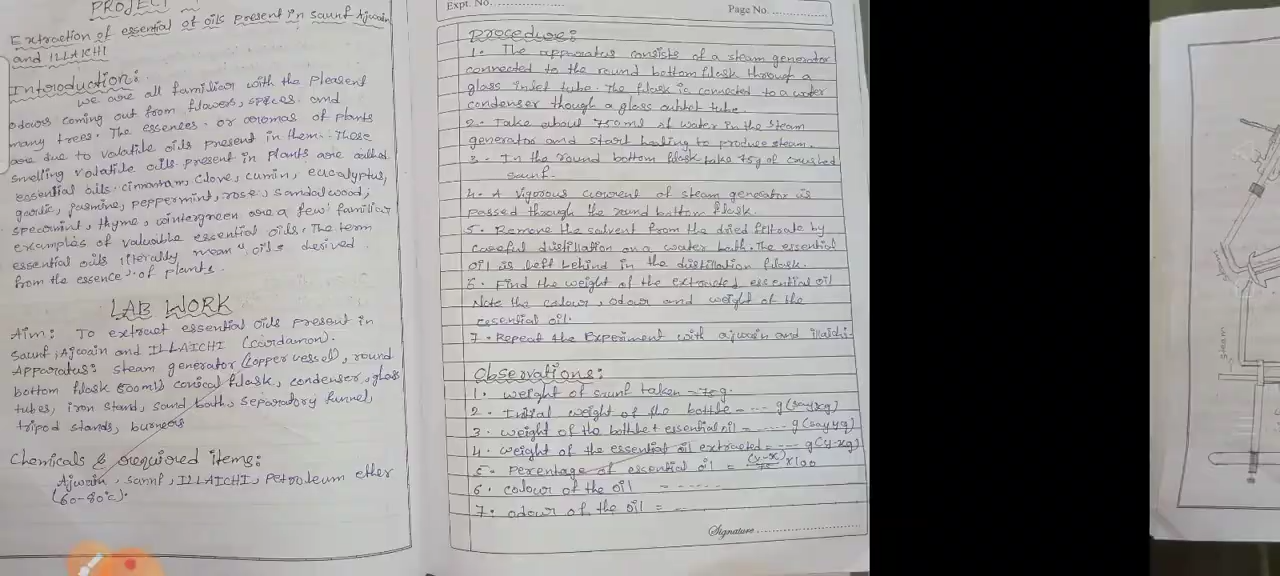 PROJECT
Extraction of essential of oils present in saunf Ajwain
and ILLAICHI
Introduction:
we are all familier with the pleasent
odours coming out from flowers, spices and
many trees. The essences or aromas of plants
are due to volatile oils present in them. These
smelling volatile oils present in plants are called
essential oils. cinnamam, clove, cumin, eucalyptus,
garlic, jasmine, peppermint, rose, sandalwood,
specomint, thyme, wintergreen are a few familier
examples of valuable essential oils. The term
essential oils literally mean "oils desired
from the essence". of plants.
LAB WORK
Aim: To extract essential oils present in
saunf, Ajwain and ILLAICHI (cardamon).
Apparatus: steam generator (copper vessel), round
bottom flask 500ml) conical flask, condenser, glass
tubes, iron stand, sand bath, separatory funnel,
tripod stands, burners
Chemicals & required items:
Ajwain, saunf, ILLAICHI, Petroleum ether
(60-80°c).
Expt. No.
Page No.
Procedure:
1. The apparatus consists of a steam generator
connected to the round bottom flask through a
glass inlet tube. The flask is connected to a water
condenser though a glass outlet tube.
2. Take about 750ml of water in the steam
generator and start heating to produce steam.
3. In the round bottom flask take 75g of crushed
saunf.
4. A vigorous current of steam generator is
passed through the round bottom flask.
5. Remove the solvent from the dried filtrate by
careful distillation on a water bath. The essential
oil is left behind in the distillation flask.
6. Find the weight of the extracted essential oil
Note the colour, odour and weight of the
essential oil.
7. Repeat the Experiment with ajwain and illaichi.
Observations:
1. weight of saunf taken = 75g.
2. Initial weight of the bottle = --- g(say xg)
3. weight of the bottle + essential oil = ----- g(say yg)
4. weight of the essential oil extracted = --- g(y-xg)
5. Percentage of essential oil = (y-x)/75 ×100
6. colour of the oil ------
7. odour of the oil = -
Signature
steam